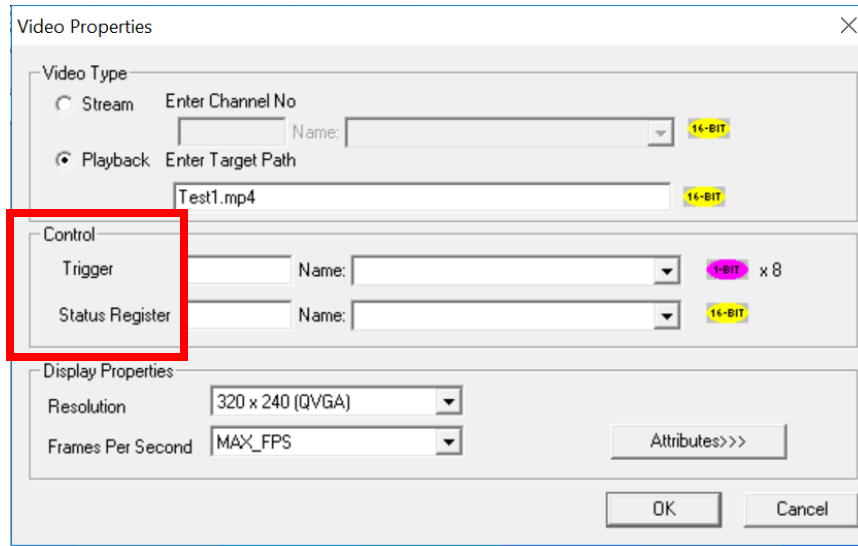 Video Properties
Video Type
Stream Enter Channel No
Name: 16-BIT
Playback Enter Target Path
Test1.mp4 16-BIT
Control
Trigger Name: 1-BIT x 8
Status Register Name: 16-BIT
Display Properties
Resolution 320 x 240 (QVGA)
Frames Per Second MAX_FPS Attributes>>>
OK Cancel